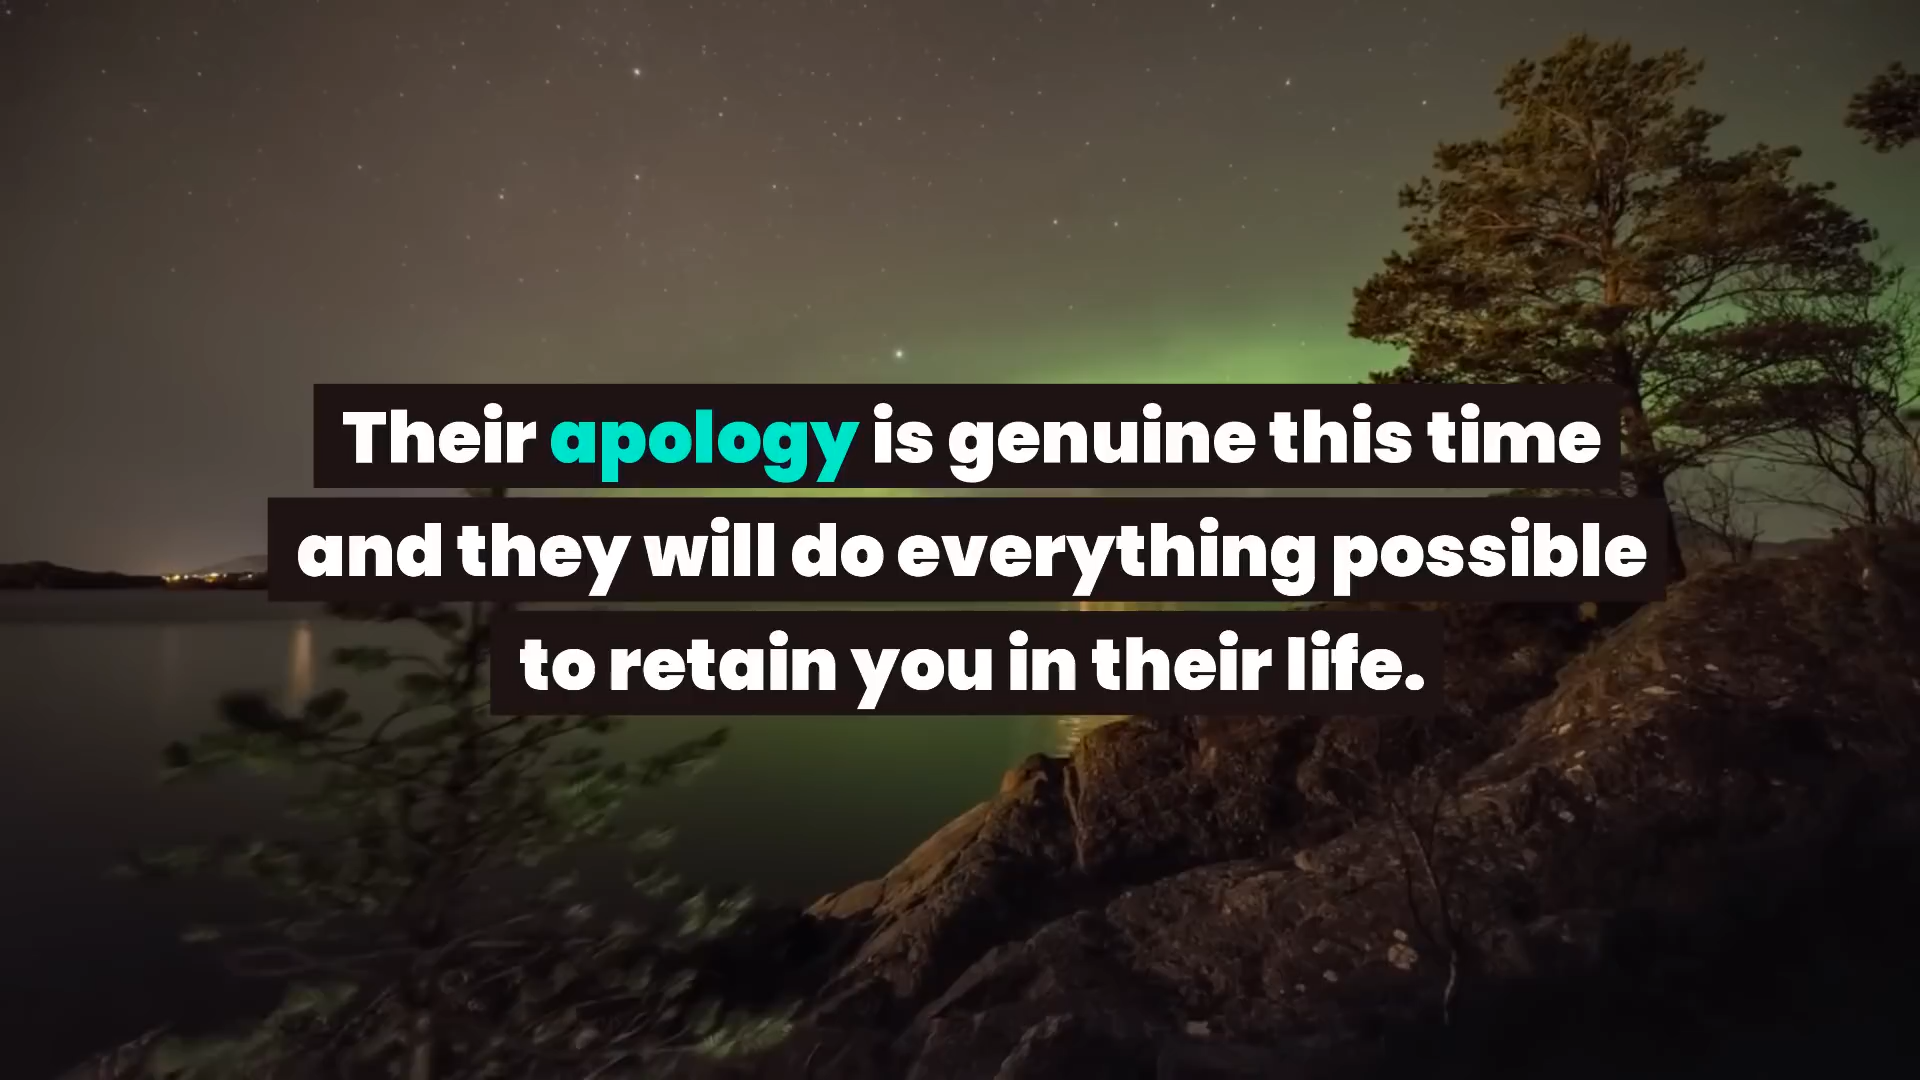 Their apology is genuine this time
and they will do everything possible
to retain you in their life.